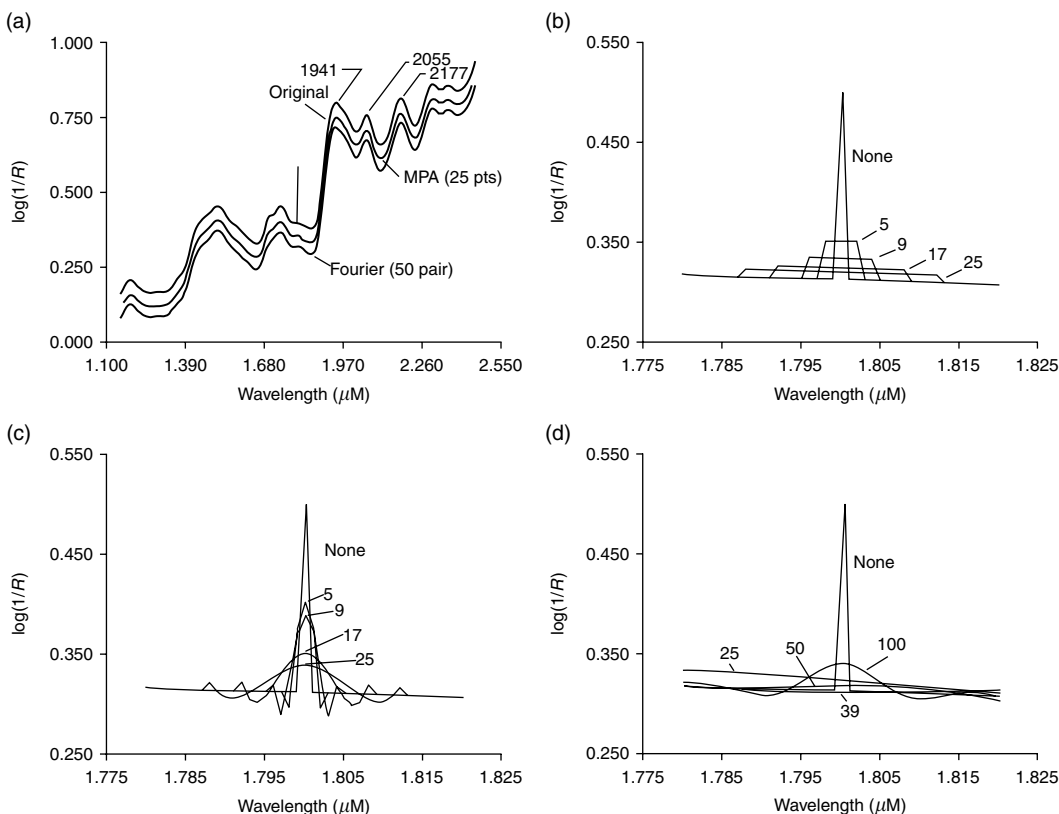 (a)
1.000
0.750
0.500
0.250
0.000
log(1/R)
1941
2055
2177
Original
MPA (25 pts)
Fourier (50 pair)
1.100 1.390 1.680 1.970 2.260 2.550
Wavelength (μM)
(b)
0.550
0.450
0.350
0.250
log(1/R)
None
5
9
17
25
1.775 1.795 1.805 1.815 1.825
Wavelength (μM)
(c)
0.550
0.450
0.350
0.250
log(1/R)
None
5
9
17
25
1.775 1.795 1.805 1.815 1.825
Wavelength (μM)
(d)
0.550
0.450
0.350
0.250
log(1/R)
None
25
50
100
39
1.775 1.785 1.795 1.805 1.815 1.825
Wavelength (μM)